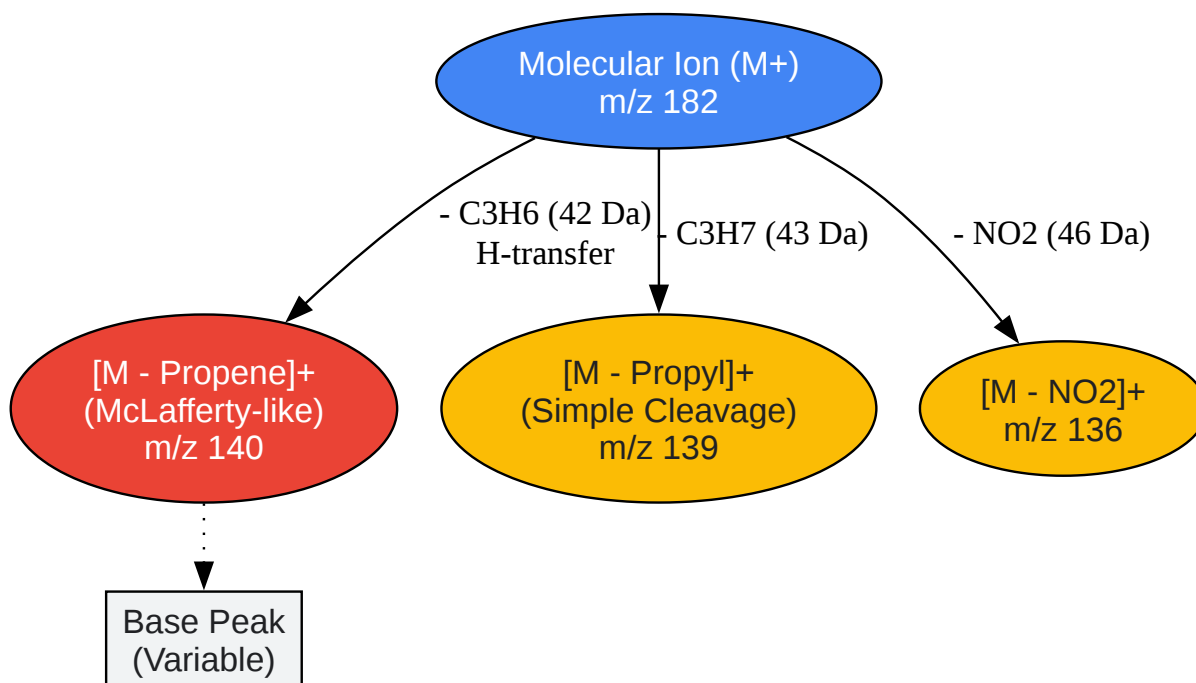 Molecular Ion (M+)
m/z 182
- C3H6 (42 Da)
H-transfer
- C3H7 (43 Da)
- NO2 (46 Da)
[M - Propene]+
(McLafferty-like)
m/z 140
[M - Propyl]+
(Simple Cleavage)
m/z 139
[M - NO2]+
m/z 136
Base Peak
(Variable)